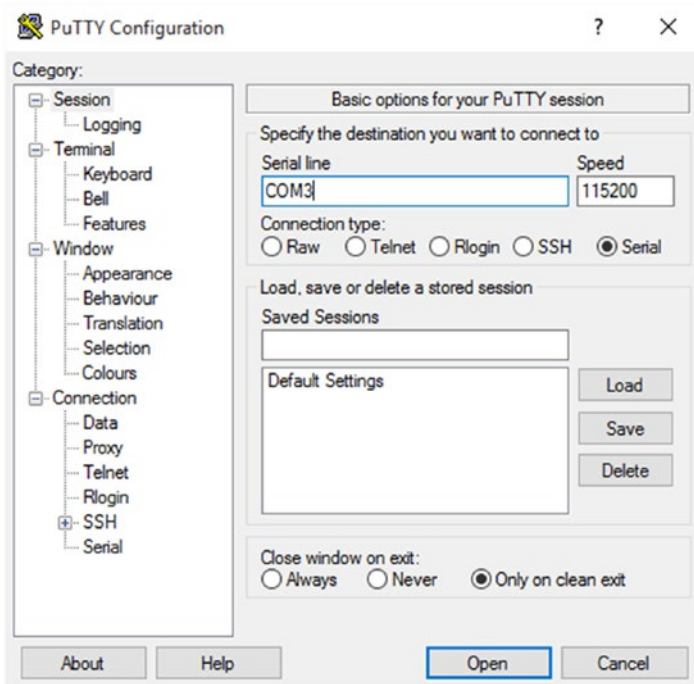 PuTTY Configuration
?
Category:
Session
Logging
Terminal
Keyboard
Bell
Features
Window
Appearance
Behaviour
Translation
Selection
Colours
Connection
Data
Proxy
Telnet
Rlogin
SSH
Serial
Basic options for your PuTTY session
Specify the destination you want to connect to
Serial line Speed
COM3 115200
Connection type:
Raw Telnet Rlogin SSH Serial
Load, save or delete a stored session
Saved Sessions
Default Settings
Load
Save
Delete
Close window on exit:
Always Never Only on clean exit
About Help Open Cancel